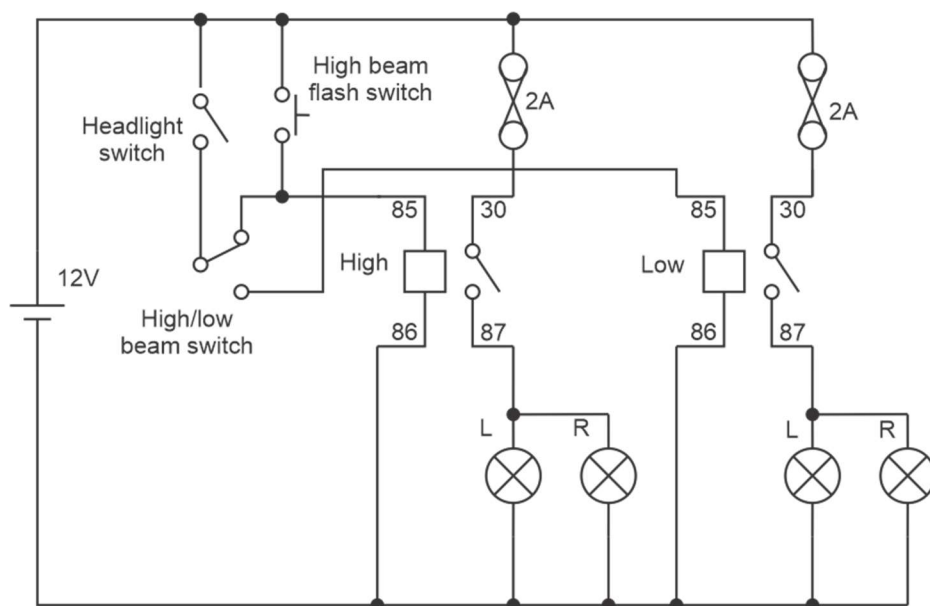 High beam
flash switch
2A
2A
Headlight
switch
85
30
85
30
High
Low
12V
High/low
beam switch
86
87
86
87
L
R
L
R